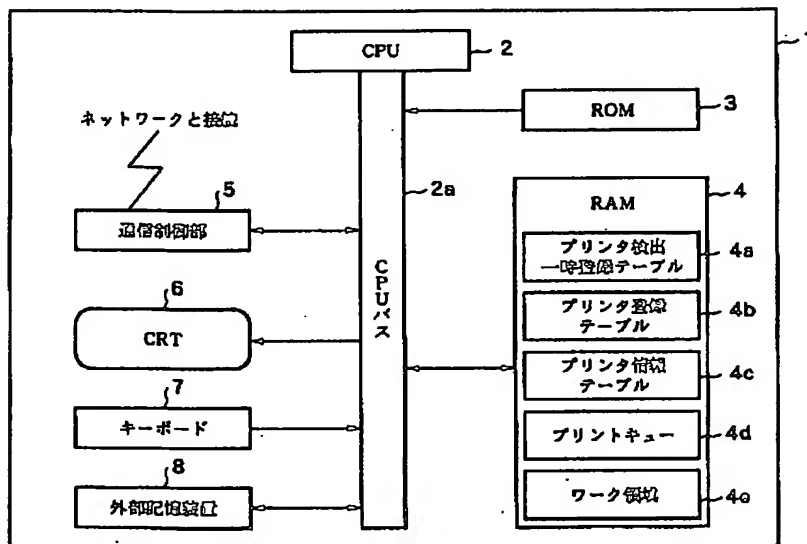 1
CPU
2
ROM
3
ネットワークと接続
2a
5
通信制御部
CPUバス
RAM
4
プリンタ検出
一時登録テーブル
4a
プリンタ登録
テーブル
4b
プリンタ情報
テーブル
4c
プリントキュー
4d
ワーク領域
4e
6
CRT
7
キーボード
8
外部記憶装置